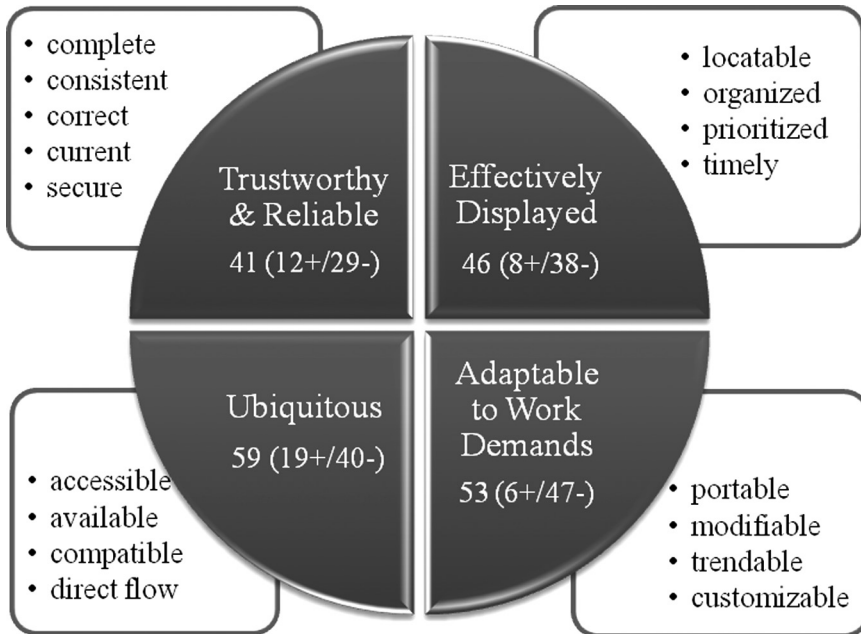 • complete
• consistent
• correct
• current
• secure
• locatable
• organized
• prioritized
• timely
Trustworthy
& Reliable
41 (12+/29-)
Effectively
Displayed
46 (8+/38-)
Ubiquitous
59 (19+/40-)
Adaptable
to Work
Demands
53 (6+/47-)
• accessible
• available
• compatible
• direct flow
• portable
• modifiable
• trendable
• customizable